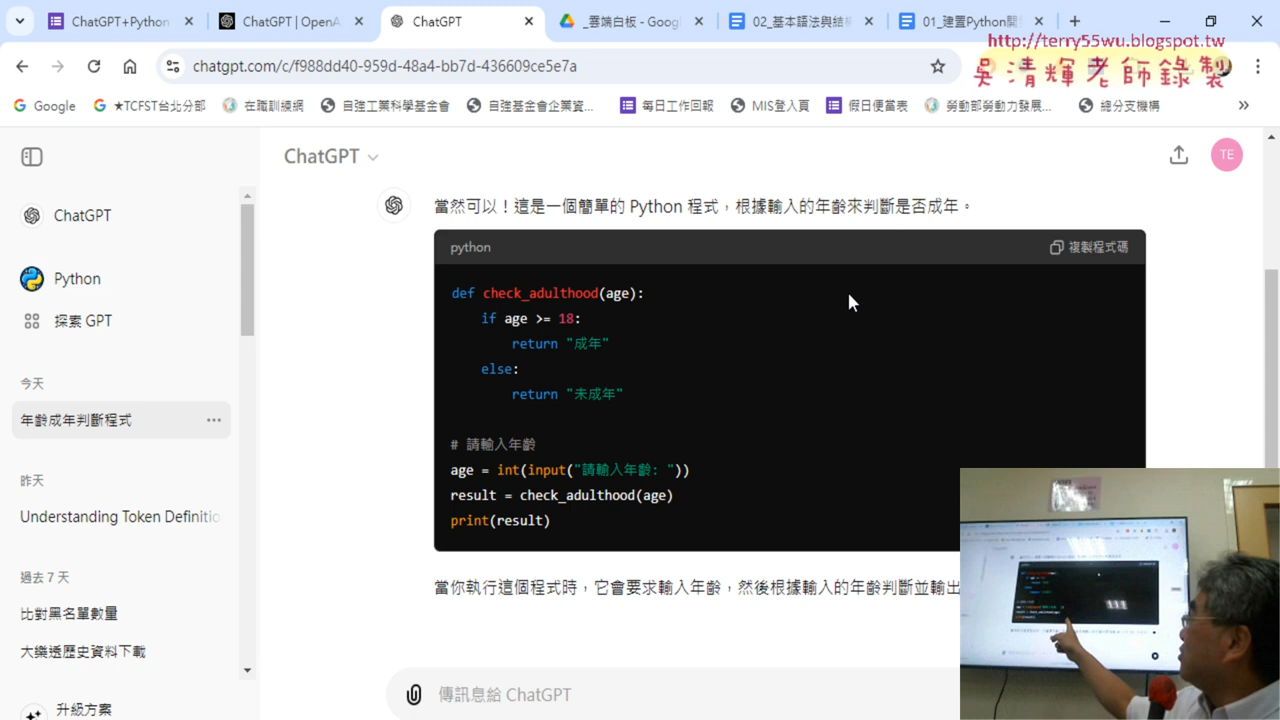 ChatGPT+Python
ChatGPT | OpenA
ChatGPT
_雲端白板 - Googl
02_基本語法與結構
01_建置Python開
http://terry55wu.blogspot.tw
吳清輝老師錄製
chatgpt.com/c/f988dd40-959d-48a4-bb7d-436609ce5e7a
Google
★TCFST台北分部
在職訓練網
自強工業科學基金會
自強基金會企業資...
每日工作回報
MIS登入頁
假日便當表
勞動部勞動力發展...
總分支機構
ChatGPT
TE
ChatGPT
Python
探索 GPT
今天
年齡成年判斷程式
昨天
Understanding Token Definitio
過去 7 天
比對黑名單數量
大樂透歷史資料下載
升級方案
當然可以！這是一個簡單的 Python 程式，根據輸入的年齡來判斷是否成年。
python
複製程式碼
def check_adulthood(age):
    if age >= 18:
        return "成年"
    else:
        return "未成年"
# 請輸入年齡
age = int(input("請輸入年齡: "))
result = check_adulthood(age)
print(result)
當你執行這個程式時，它會要求輸入年齡，然後根據輸入的年齡判斷並輸出
傳訊息給 ChatGPT